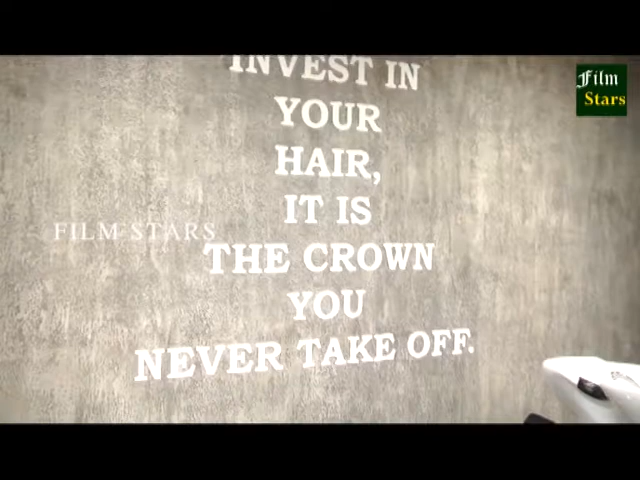 INVEST IN
YOUR
HAIR,
IT IS
THE CROWN
YOU
NEVER TAKE OFF.
FILM STARS
Film
Stars